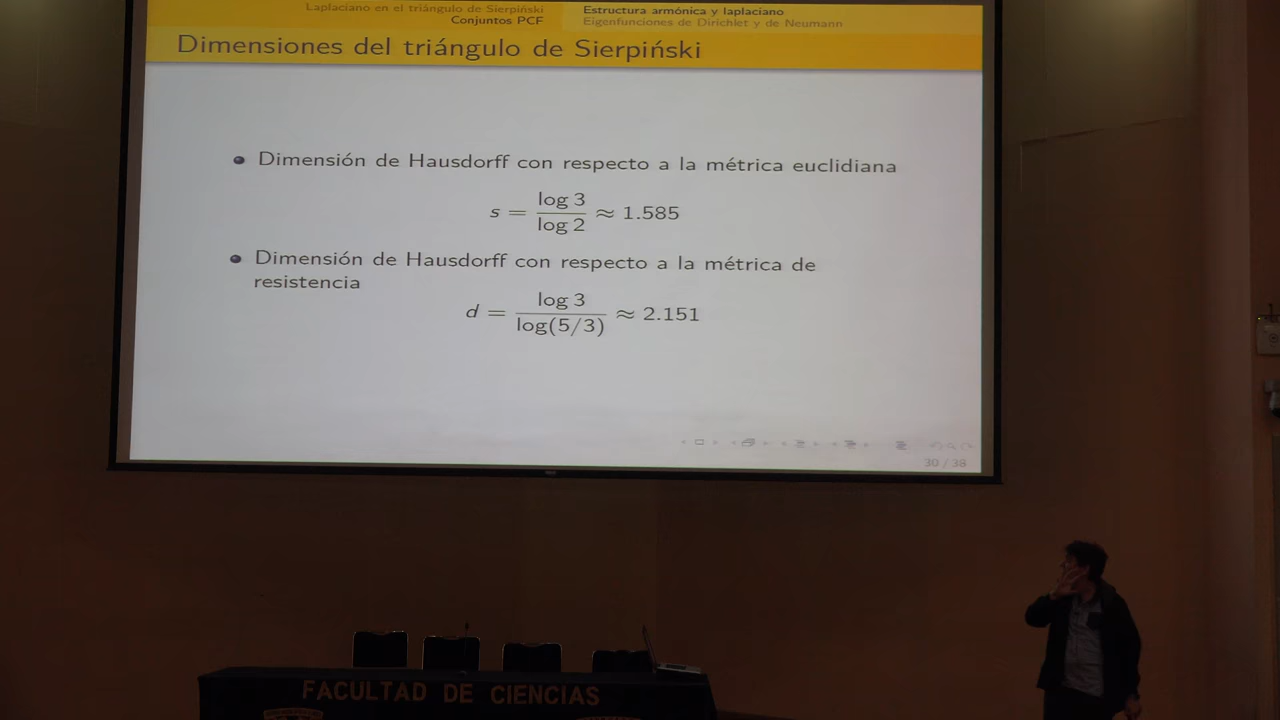 Laplaciano en el triángulo de Sierpiński
Conjuntos PCF
Estructura armónica y laplaciano
Eigenfunciones de Dirichlet y de Neumann
Dimensiones del triángulo de Sierpiński
Dimensión de Hausdorff con respecto a la métrica euclidiana
s = log 3 / log 2 ≈ 1.585
Dimensión de Hausdorff con respecto a la métrica de
resistencia
d = log 3 / log(5/3) ≈ 2.151
30 / 38
FACULTAD DE CIENCIAS